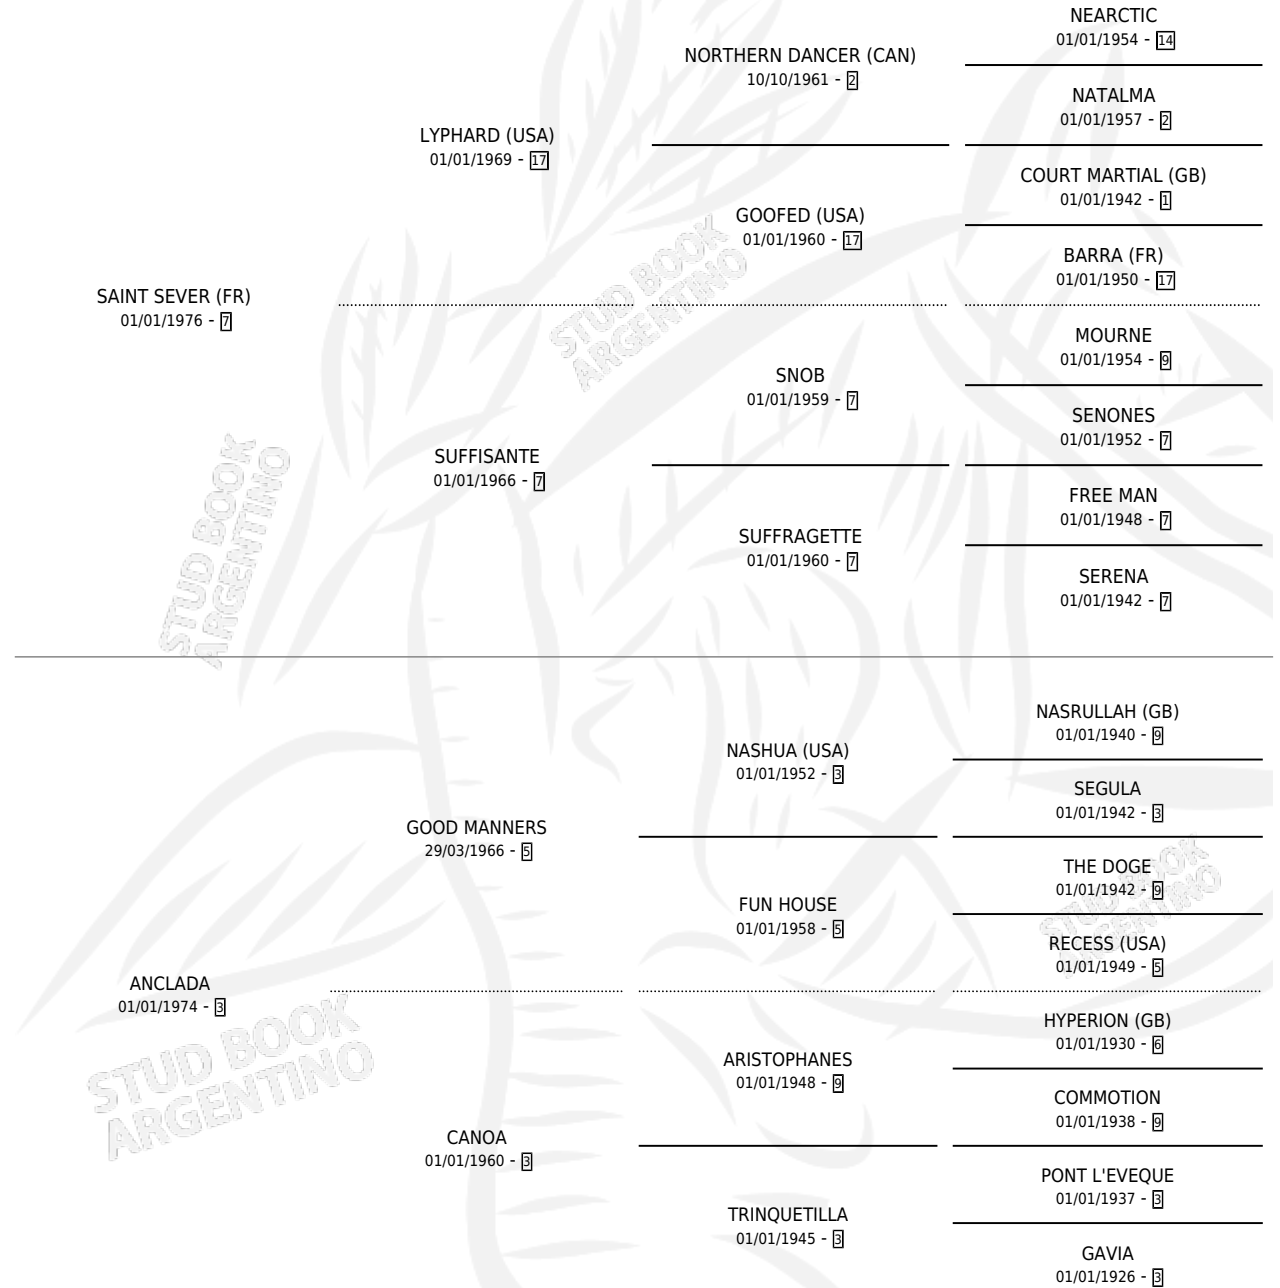 NEARCTIC
01/01/1954 - 14
NORTHERN DANCER (CAN)
10/10/1961 - 2
NATALMA
01/01/1957 - 2
LYPHARD (USA)
01/01/1969 - 17
COURT MARTIAL (GB)
01/01/1942 - 1
GOOFED (USA)
01/01/1960 - 17
BARRA (FR)
01/01/1950 - 17
SAINT SEVER (FR)
01/01/1976 - 7
STUD BOOK
ARGENTINO
MOURNE
01/01/1954 - 9
SNOB
01/01/1959 - 7
SENONES
01/01/1952 - 7
SUFFISANTE
01/01/1966 - 7
FREE MAN
01/01/1948 - 7
SUFFRAGETTE
01/01/1960 - 7
SERENA
01/01/1942 - 7
STUD BOOK
ARGENTINO
NASRULLAH (GB)
01/01/1940 - 9
NASHUA (USA)
01/01/1952 - 3
SEGULA
01/01/1942 - 3
GOOD MANNERS
29/03/1966 - 5
THE DOGE
01/01/1942 - 9
FUN HOUSE
01/01/1958 - 5
RECESS (USA)
01/01/1949 - 5
STUD BOOK
ARGENTINO
ANCLADA
01/01/1974 - 3
HYPERION (GB)
01/01/1930 - 6
ARISTOPHANES
01/01/1948 - 9
COMMOTION
01/01/1938 - 9
STUD BOOK
ARGENTINO
CANOA
01/01/1960 - 3
PONT L'EVEQUE
01/01/1937 - 3
TRINQUETILLA
01/01/1945 - 3
GAVIA
01/01/1926 - 3